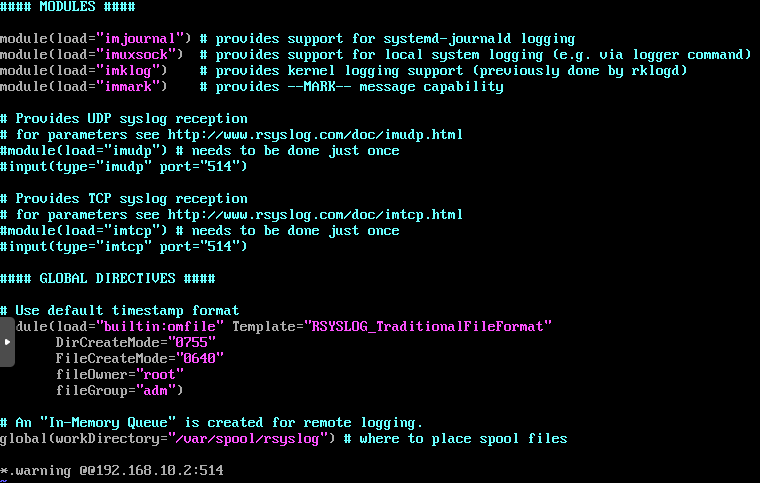 #### MODULES ####
module(load="imjournal") # provides support for systemd-journald logging
module(load="imuxsock")  # provides support for local system logging (e.g. via logger command)
module(load="imklog")    # provides kernel logging support (previously done by rklogd)
module(load="immark")    # provides --MARK-- message capability
# Provides UDP syslog reception
# for parameters see http://www.rsyslog.com/doc/imudp.html
#module(load="imudp") # needs to be done just once
#input(type="imudp" port="514")
# Provides TCP syslog reception
# for parameters see http://www.rsyslog.com/doc/imtcp.html
#module(load="imtcp") # needs to be done just once
#input(type="imtcp" port="514")
#### GLOBAL DIRECTIVES ####
# Use default timestamp format
dule(load="builtin:omfile" Template="RSYSLOG_TraditionalFileFormat"
       DirCreateMode="0755"
       FileCreateMode="0640"
       fileOwner="root"
       fileGroup="adm")
# An "In-Memory Queue" is created for remote logging.
global(workDirectory="/var/spool/rsyslog") # where to place spool files
*.warning @@192.168.10.2:514
~